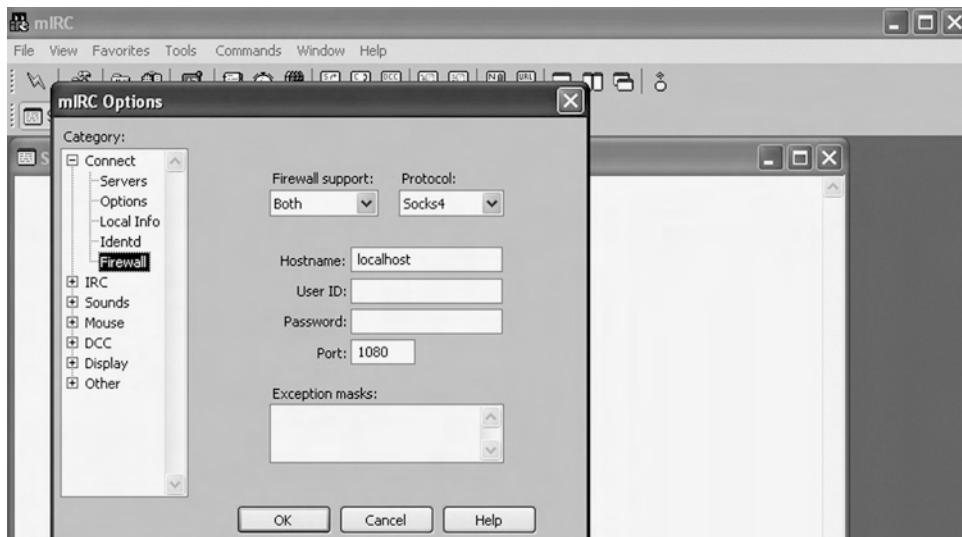 mIRC
File View Favorites Tools Commands Window Help
mIRC Options
Category:
Connect
Servers
Options
Local Info
Identd
Firewall
IRC
Sounds
Mouse
DCC
Display
Other
Firewall support: Protocol:
Both Socks4
Hostname: localhost
User ID:
Password:
Port: 1080
Exception masks:
OK Cancel Help